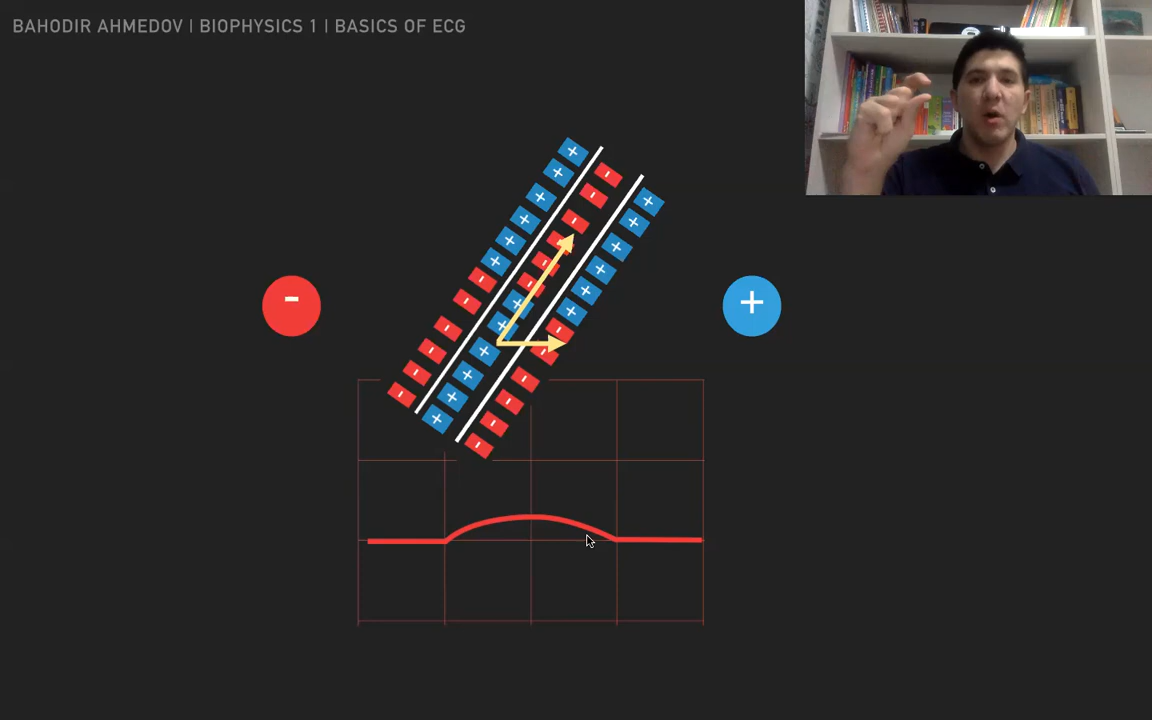 BAHODIR AHMEDOV | BIOPHYSICS 1 | BASICS OF ECG